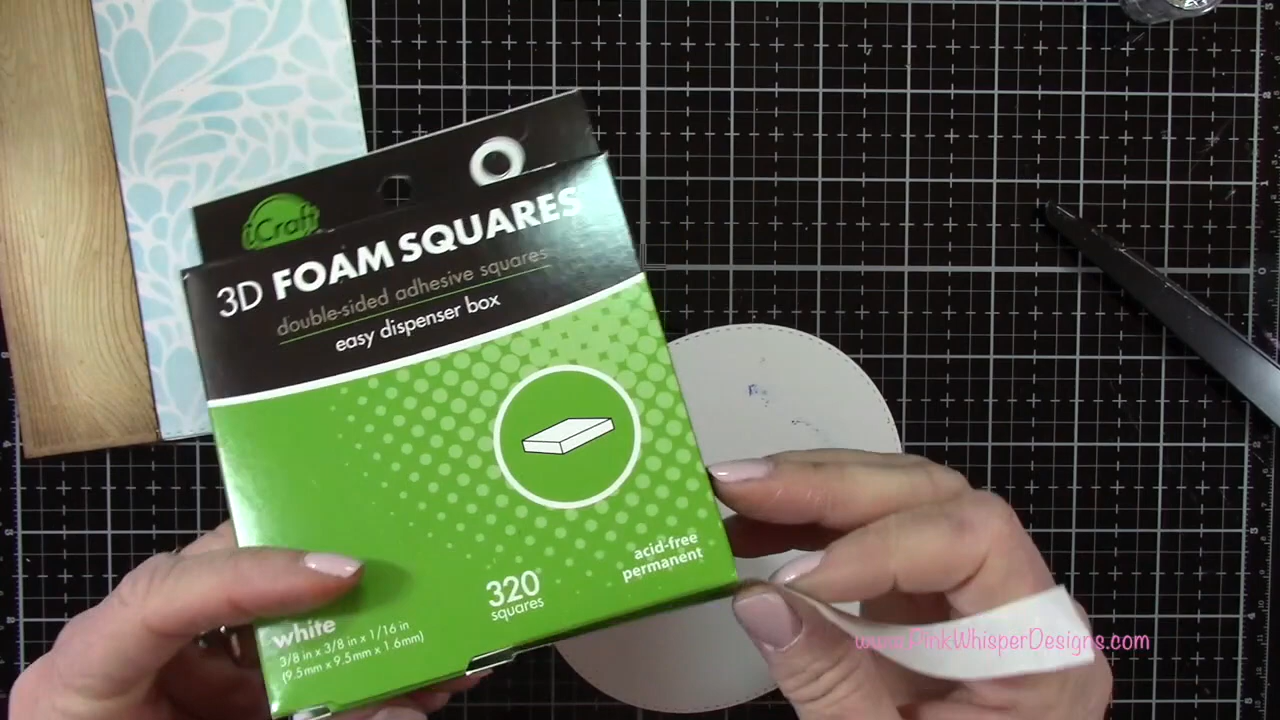 iCraft
3D FOAM SQUARES
double-sided adhesive squares
easy dispenser box
acid-free
permanent
320
squares
white
3/8 in x 3/8 in x 1/16 in
(9.5mm x 9.5mm x 1.6mm)
www.PinkWhisperDesigns.com